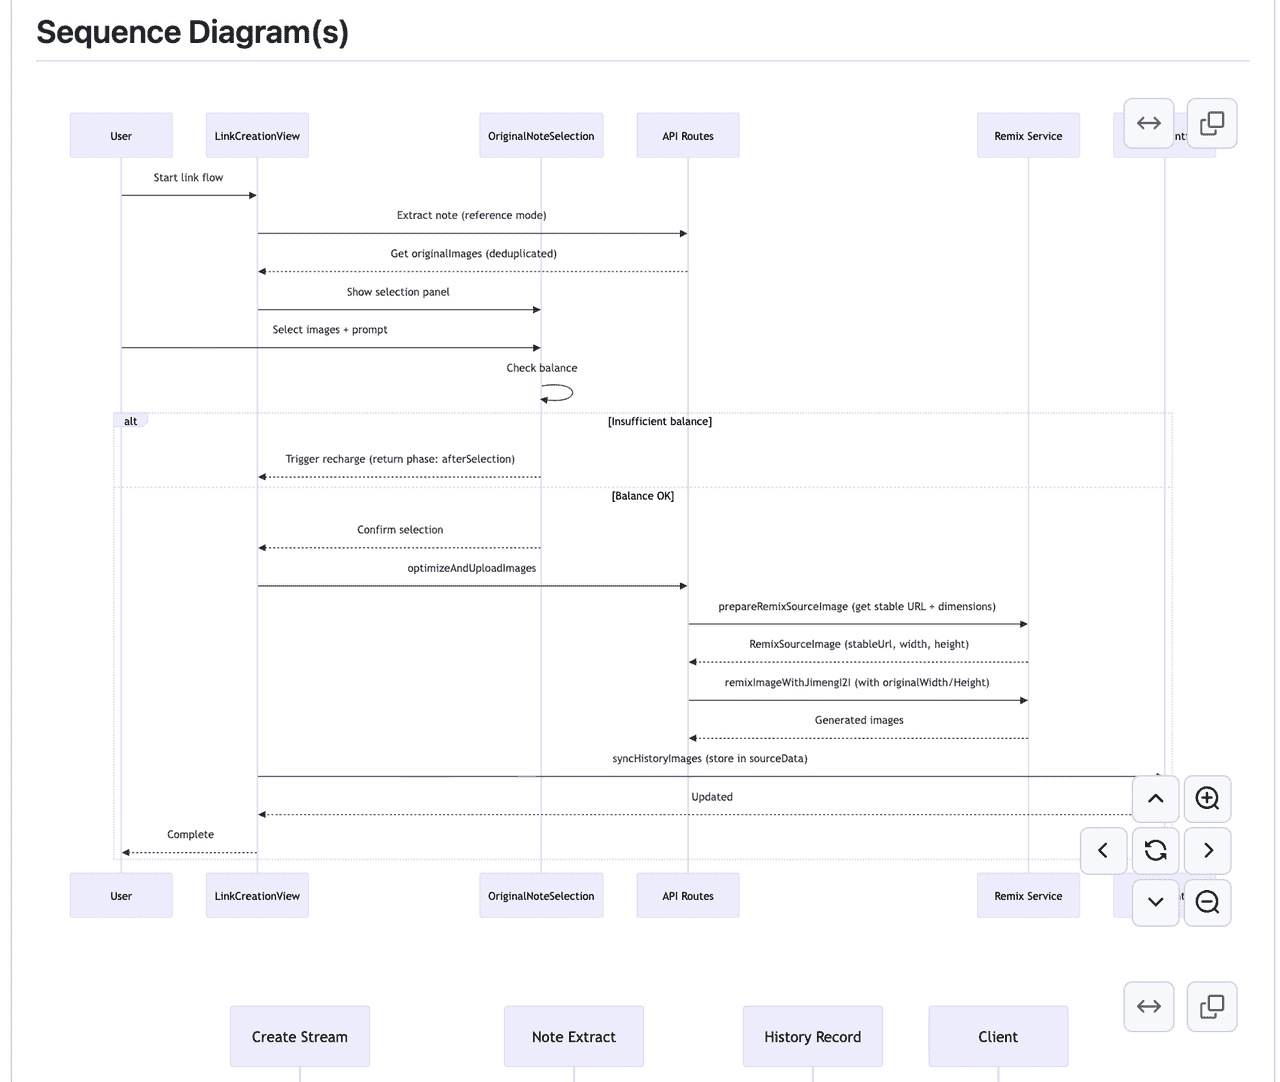 Sequence Diagram(s)
User
LinkCreationView
OriginalNoteSelection
API Routes
Remix Service
Start link flow
Extract note (reference mode)
Get originalImages (deduplicated)
Show selection panel
Select images + prompt
Check balance
alt
[Insufficient balance]
Trigger recharge (return phase: afterSelection)
[Balance OK]
Confirm selection
optimizeAndUploadImages
prepareRemixSourceImage (get stable URL + dimensions)
RemixSourceImage (stableUrl, width, height)
remixImageWithJimengI2I (with originalWidth/Height)
Generated images
syncHistoryImages (store in sourceData)
Updated
Complete
User
LinkCreationView
OriginalNoteSelection
API Routes
Remix Service
Create Stream
Note Extract
History Record
Client